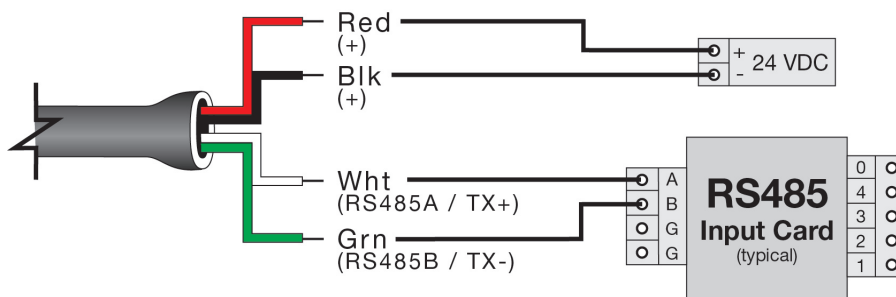 Red
(+)
Blk
(+)
+
-
24 VDC
Wht
(RS485A / TX+)
Grn
(RS485B / TX-)
A
B
G
G
RS485
Input Card
(typical)
0
4
3
2
1